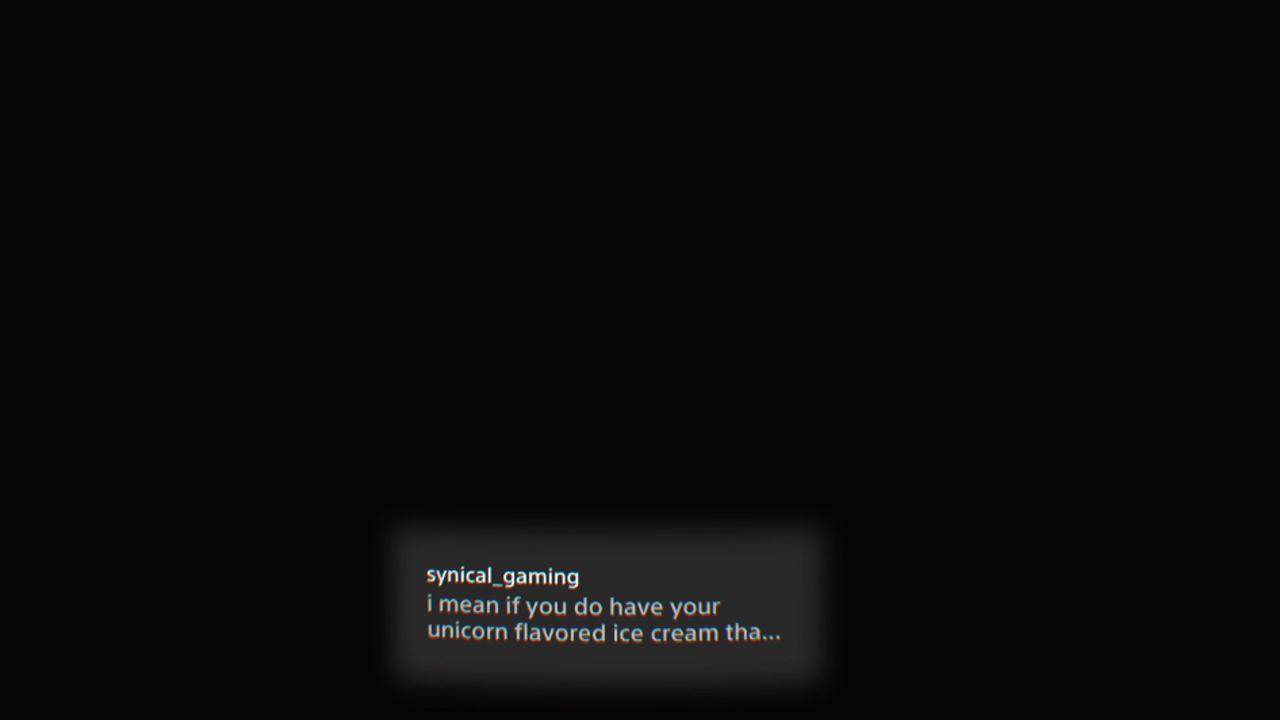 synical_gaming
i mean if you do have your
unicorn flavored ice cream tha...